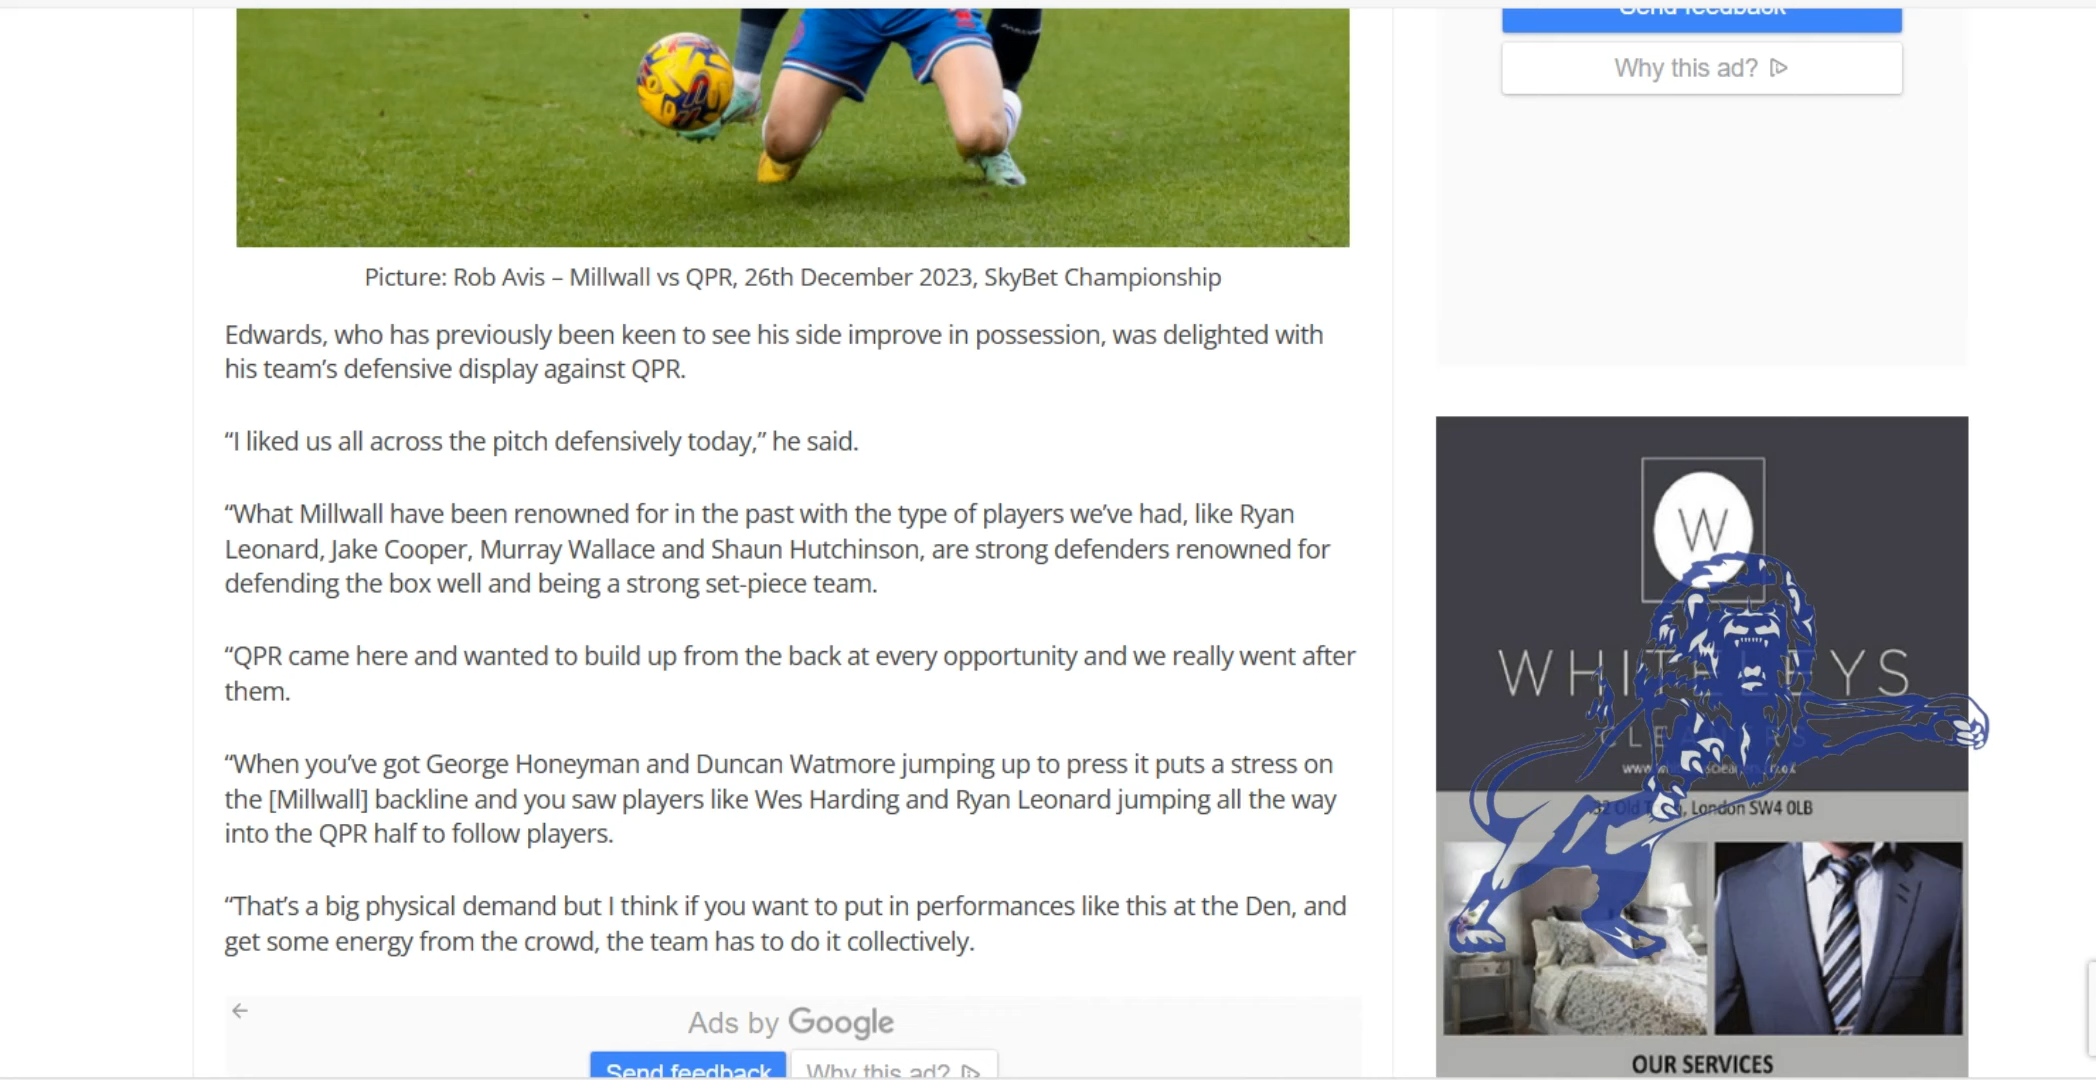 Send feedback
Why this ad?
Picture: Rob Avis – Millwall vs QPR, 26th December 2023, SkyBet Championship
Edwards, who has previously been keen to see his side improve in possession, was delighted with
his team’s defensive display against QPR.
“I liked us all across the pitch defensively today,” he said.
“What Millwall have been renowned for in the past with the type of players we’ve had, like Ryan
Leonard, Jake Cooper, Murray Wallace and Shaun Hutchinson, are strong defenders renowned for
defending the box well and being a strong set-piece team.
“QPR came here and wanted to build up from the back at every opportunity and we really went after
them.
“When you’ve got George Honeyman and Duncan Watmore jumping up to press it puts a stress on
the [Millwall] backline and you saw players like Wes Harding and Ryan Leonard jumping all the way
into the QPR half to follow players.
“That’s a big physical demand but I think if you want to put in performances like this at the Den, and
get some energy from the crowd, the team has to do it collectively.
Ads by Google
Send feedback
Why this ad?
W
WHITELEYS
CLEANERS
32 Old, London SW4 0LB
OUR SERVICES